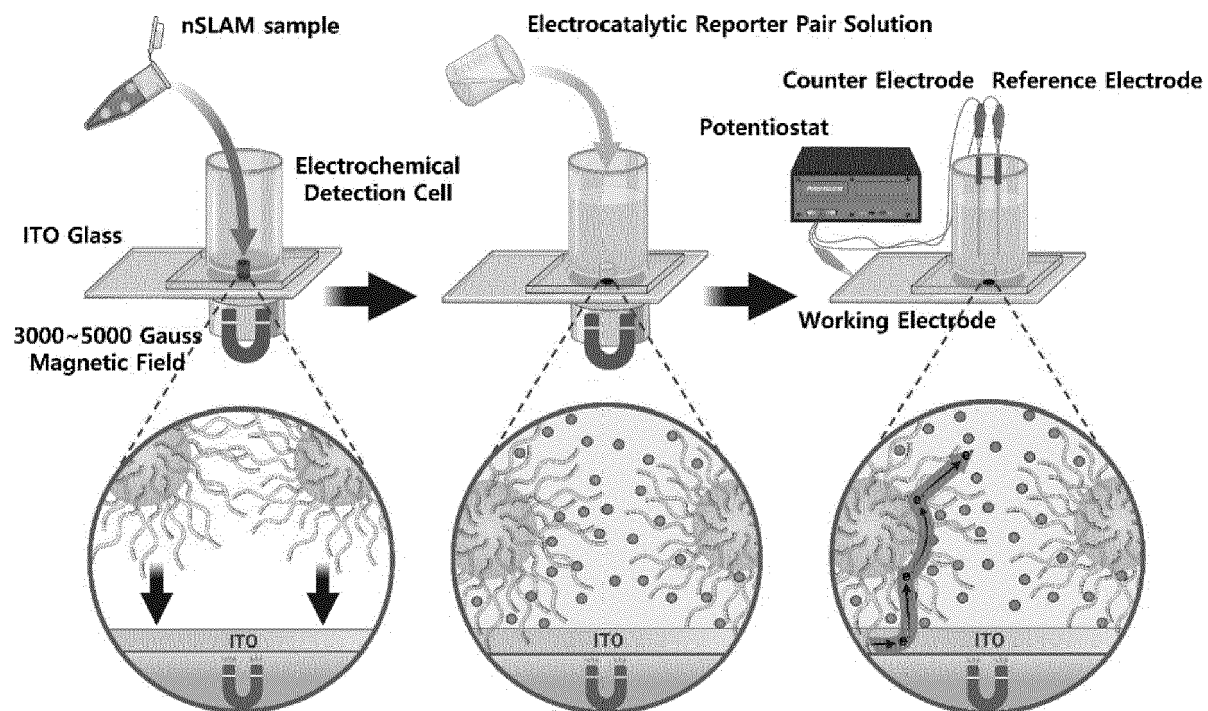 nSLAM sample
Electrocatalytic Reporter Pair Solution
Counter Electrode Reference Electrode
Potentiostat
Electrochemical
Detection Cell
ITO Glass
3000~5000 Gauss
Magnetic Field
Working Electrode
ITO
ITO
ITO